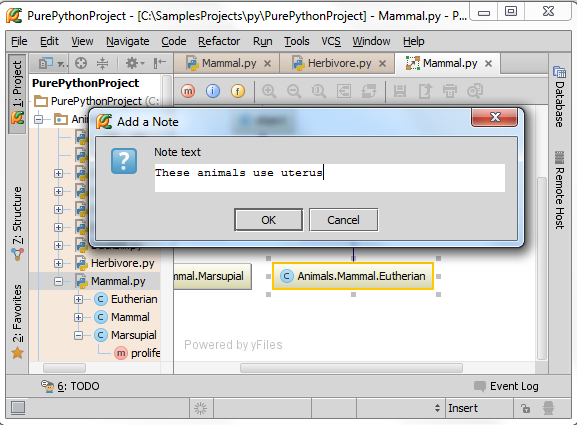 PurePythonProject - [C:\SamplesProjects\py\PurePythonProject] - Mammal.py - P...
File Edit View Navigate Code Refactor Run Tools VCS Window Help
1: Project
Z: Structure
2: Favorites
PurePythonProject
PurePythonProject (C:
Ani
Herbivore.py
Mammal.py
Eutherian
Mammal
Marsupial
prolife
Mammal.py
Herbivore.py
Mammal.py
Add a Note
Note text
These animals use uterus
OK Cancel
mmal.Marsupial
Animals.Mammal.Eutherian
Powered by yFiles
Database
Remote Host
6: TODO
Event Log
Insert